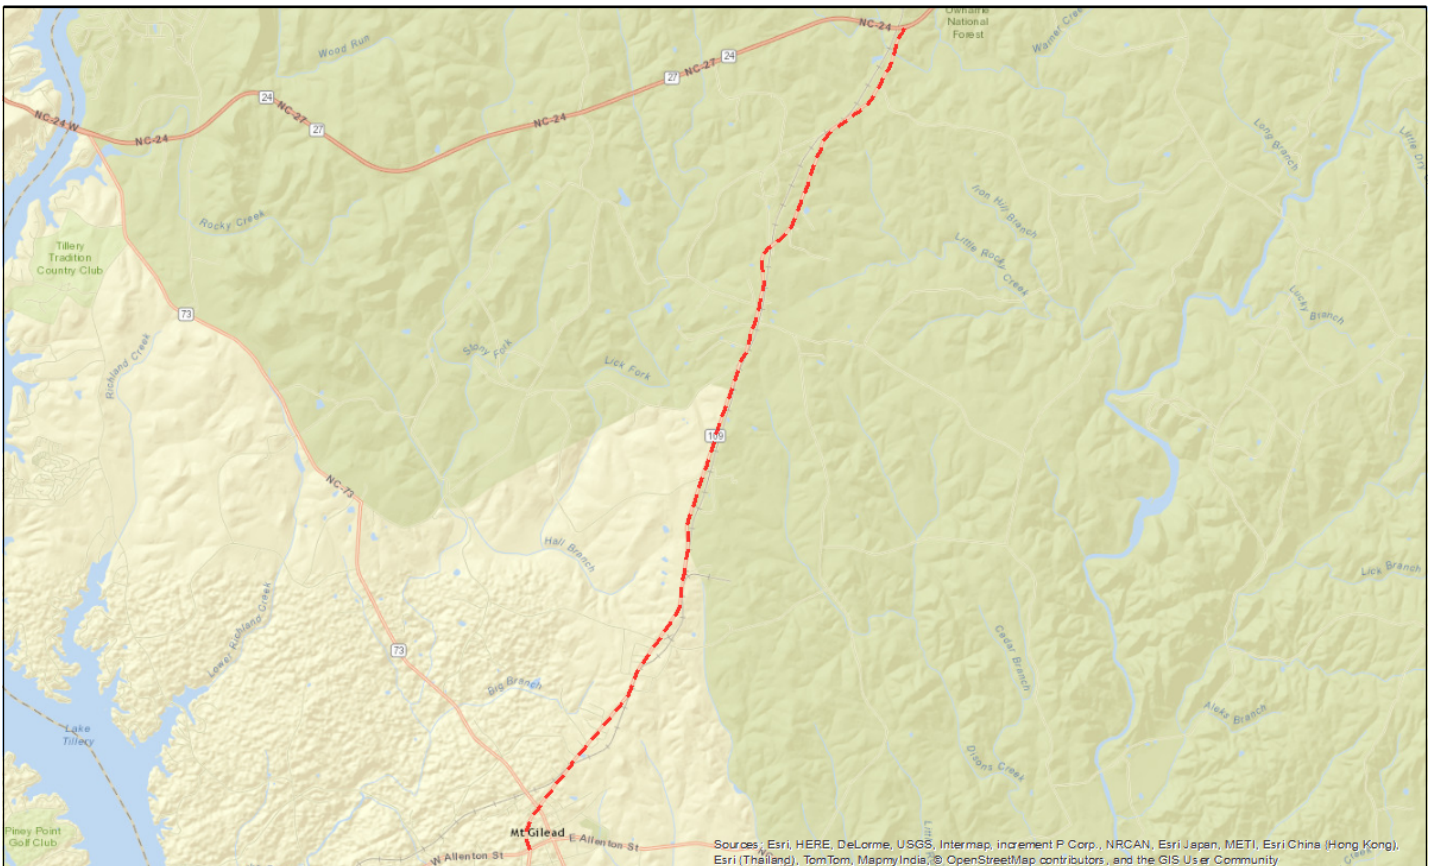 NC-24
Uwharrie
National
Forest
Warner Creek
Wood Run
24
27
NC-27
24
NC-27
27
NC-24
NC-24 W
NC-24
Long Branch
Little Dry
Rocky Creek
Iron Hill Branch
Little Rocky
Creek
Tillery
Tradition
Country Club
73
Lucky Branch
Richland Creek
Stony Fork
Lick Fork
109
NC-73
Hall Branch
Lick Branch
Lower Richland Creek
73
Cedar Branch
Big Branch
Aleks Branch
Lake
Tillery
Disons Creek
Piney Point
Golf Club
Mt Gilead
E Allenton St
W Allenton St
Sources: Esri, HERE, DeLorme, USGS, Intermap, increment P Corp., NRCAN, Esri Japan, METI, Esri China (Hong Kong),
Esri (Thailand), TomTom, MapmyIndia, © OpenStreetMap contributors, and the GIS User Community